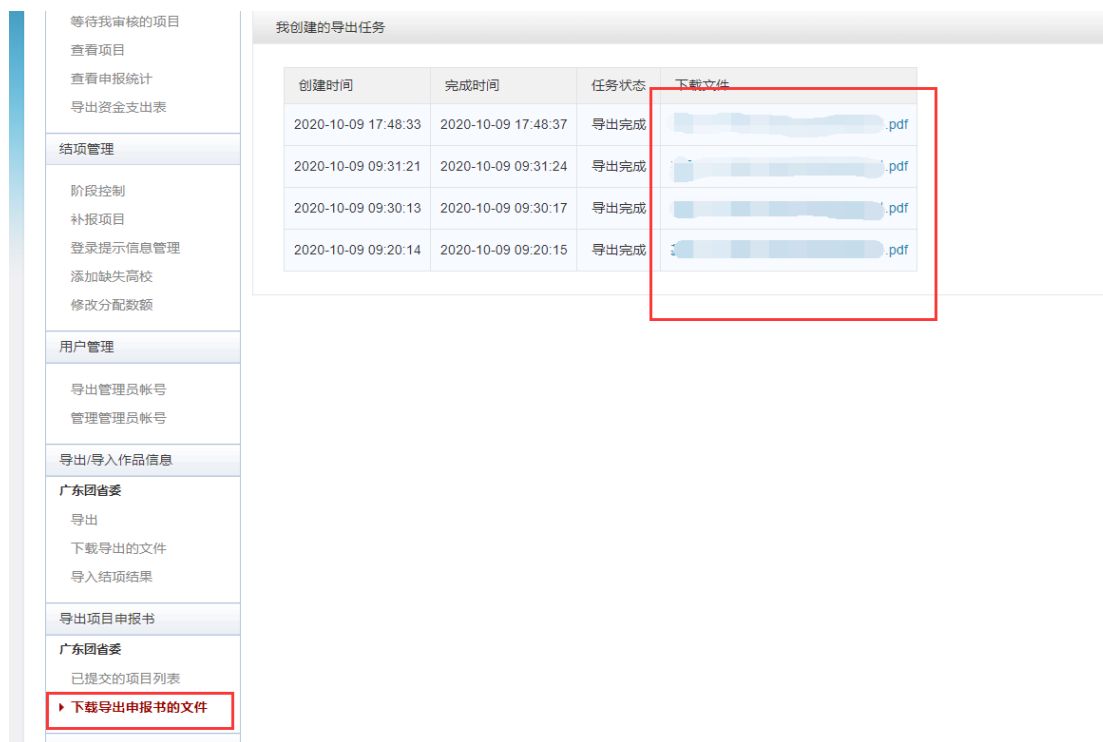 等待我审核的项目
查看项目
查看申报统计
导出资金支出表
结项管理
阶段控制
补报项目
登录提示信息管理
添加缺失高校
修改分配数额
用户管理
导出管理员帐号
管理管理员帐号
导出/导入作品信息
广东团省委
导出
下载导出的文件
导入结项结果
导出项目申报书
广东团省委
已提交的项目列表
下载导出申报书的文件
我创建的导出任务
创建时间 完成时间 任务状态 下载文件
2020-10-09 17:48:33 2020-10-09 17:48:37 导出完成 .pdf
2020-10-09 09:31:21 2020-10-09 09:31:24 导出完成 .pdf
2020-10-09 09:30:13 2020-10-09 09:30:17 导出完成 .pdf
2020-10-09 09:20:14 2020-10-09 09:20:15 导出完成 .pdf